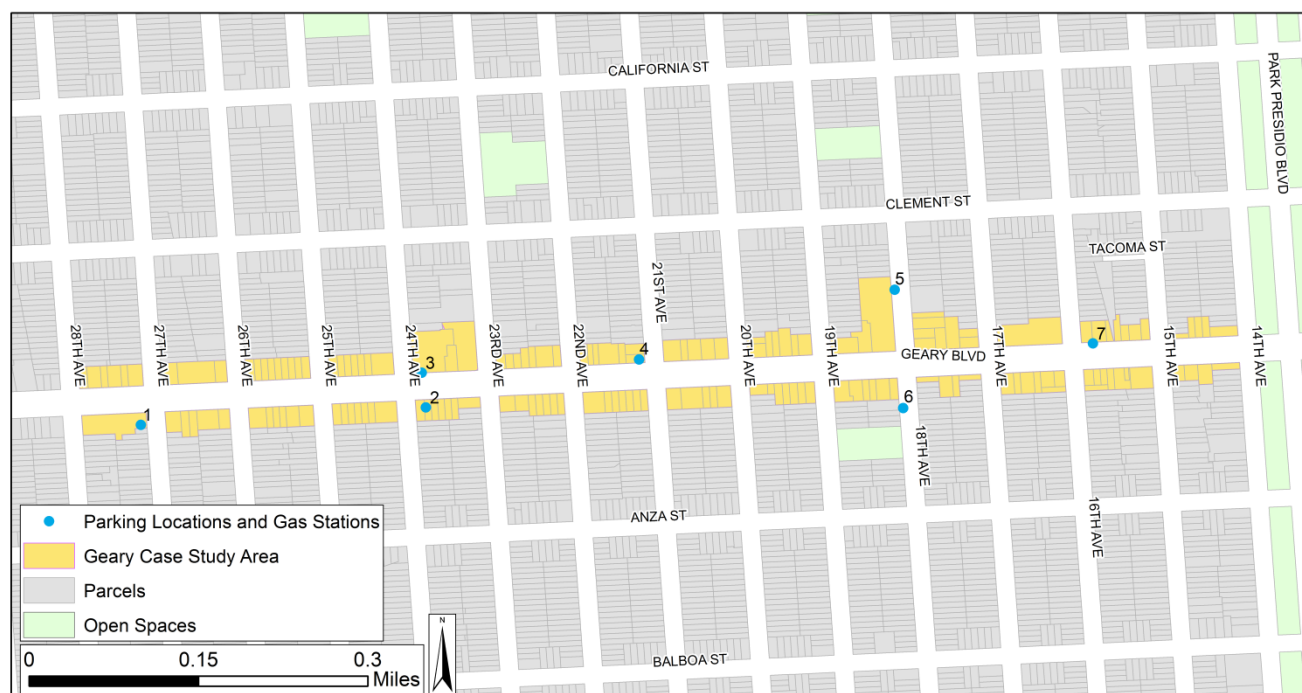 CALIFORNIA ST
PARK PRESIDIO BLVD
CLEMENT ST
TACOMA ST
5
28TH AVE
27TH AVE
26TH AVE
25TH AVE
24TH AVE
23RD AVE
22ND AVE
21ST AVE
20TH AVE
19TH AVE
17TH AVE
15TH AVE
14TH AVE
GEARY BLVD
7
4
3
2
1
6
18TH AVE
16TH AVE
ANZA ST
BALBOA ST
Parking Locations and Gas Stations
Geary Case Study Area
Parcels
Open Spaces
N
0 0.15 0.3
Miles